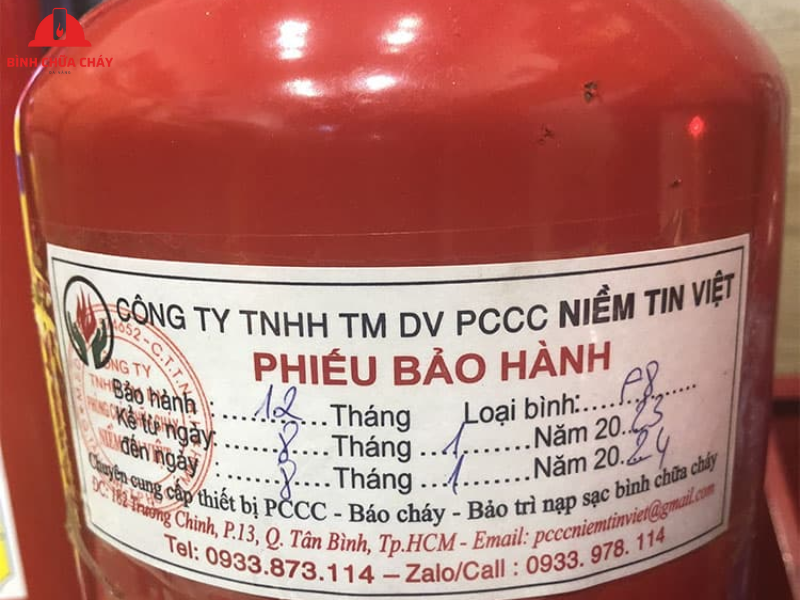 BÌNH CHỮA CHÁY
CÔNG TY TNHH TM DV PCCC NIỀM TIN VIỆT
PHIẾU BẢO HÀNH
Bảo hành : ......12......Tháng Loại bình:.....P8.......
Kể từ ngày:.......8......Tháng ...1......Năm 20.23
đến ngày :.......8......Tháng ...1......Năm 20.24
Chuyên cung cấp thiết bị PCCC - Báo cháy - Bảo trì nạp sạc bình chữa cháy
ĐC: 182 Trường Chinh, P.13, Q. Tân Bình, Tp.HCM - Email: pcccniemtinviet@gmail.com
Tel: 0933.873.114 – Zalo/Call : 0933. 978. 114